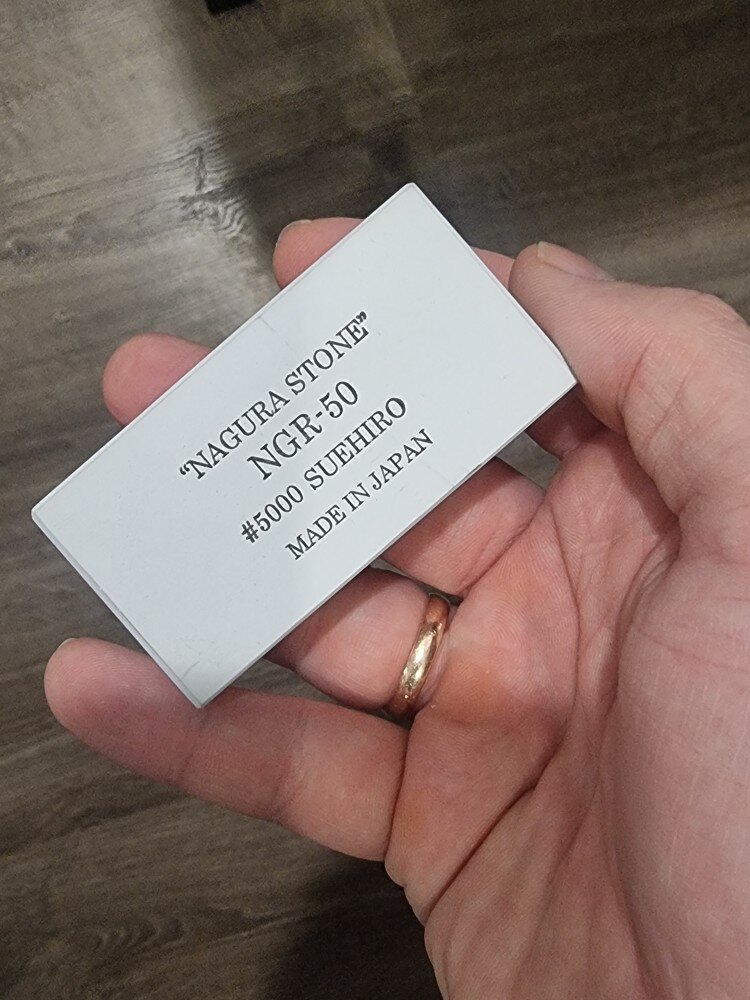 “NAGURA STONE”
NGR-50
#5000 SUEHIRO
MADE IN JAPAN